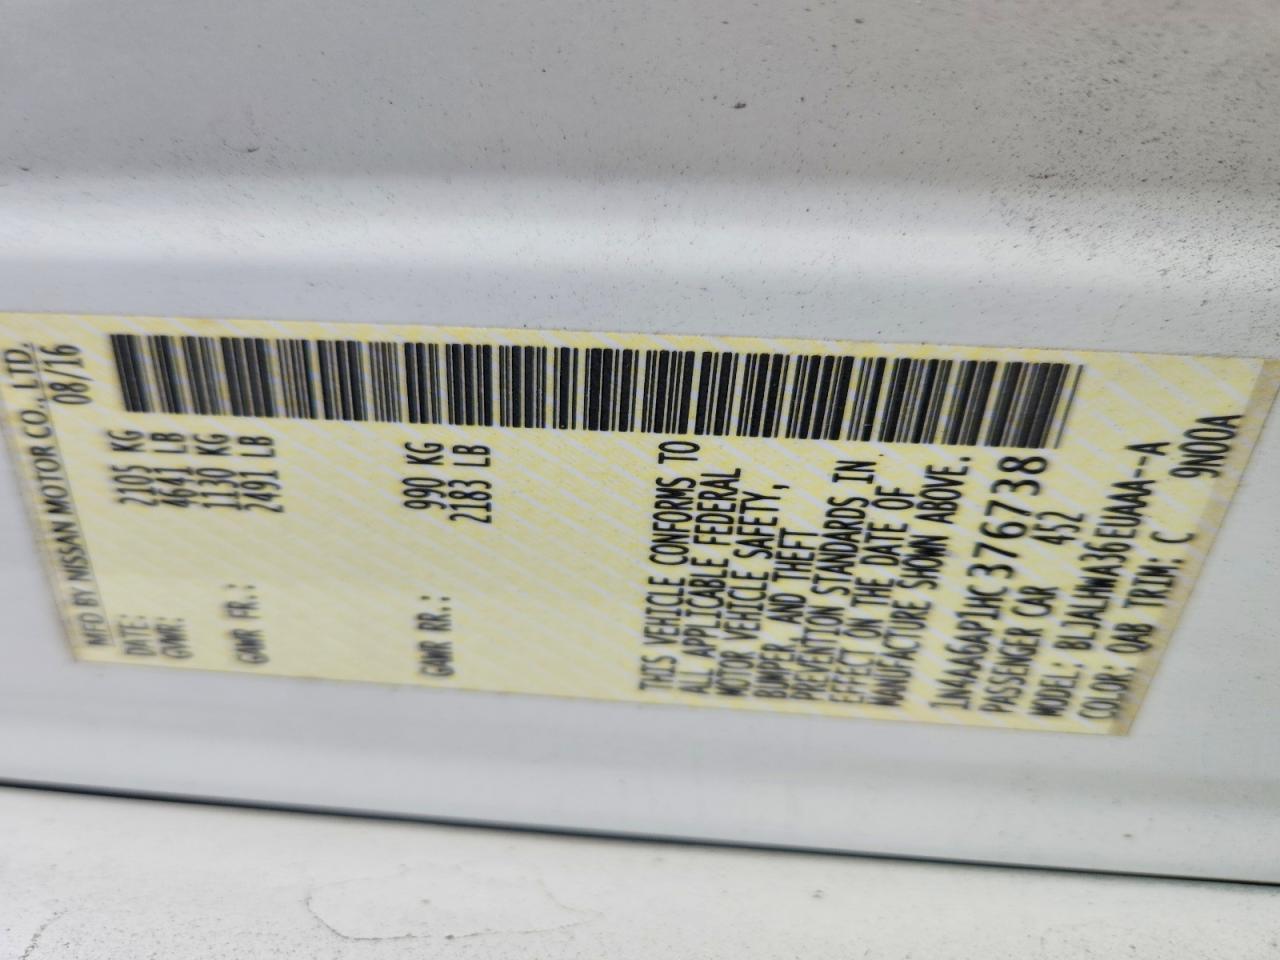 MFD BY NISSAN MOTOR CO., LTD.
DATE: 08/16
GVWR: 2105 KG
4641 LB
GAWR FR.: 1130 KG
2491 LB
GAWR RR.: 990 KG
2183 LB
THIS VEHICLE CONFORMS TO
ALL APPLICABLE FEDERAL
MOTOR VEHICLE SAFETY,
BUMPER, AND THEFT
PREVENTION STANDARDS IN
EFFECT ON THE DATE OF
MANUFACTURE SHOWN ABOVE.
1N4AA6AP1HC376738
PASSENGER CAR 452
MODEL: BLJALHWA36EUAAA--A
COLOR: QAB TRIM: C 9N00A